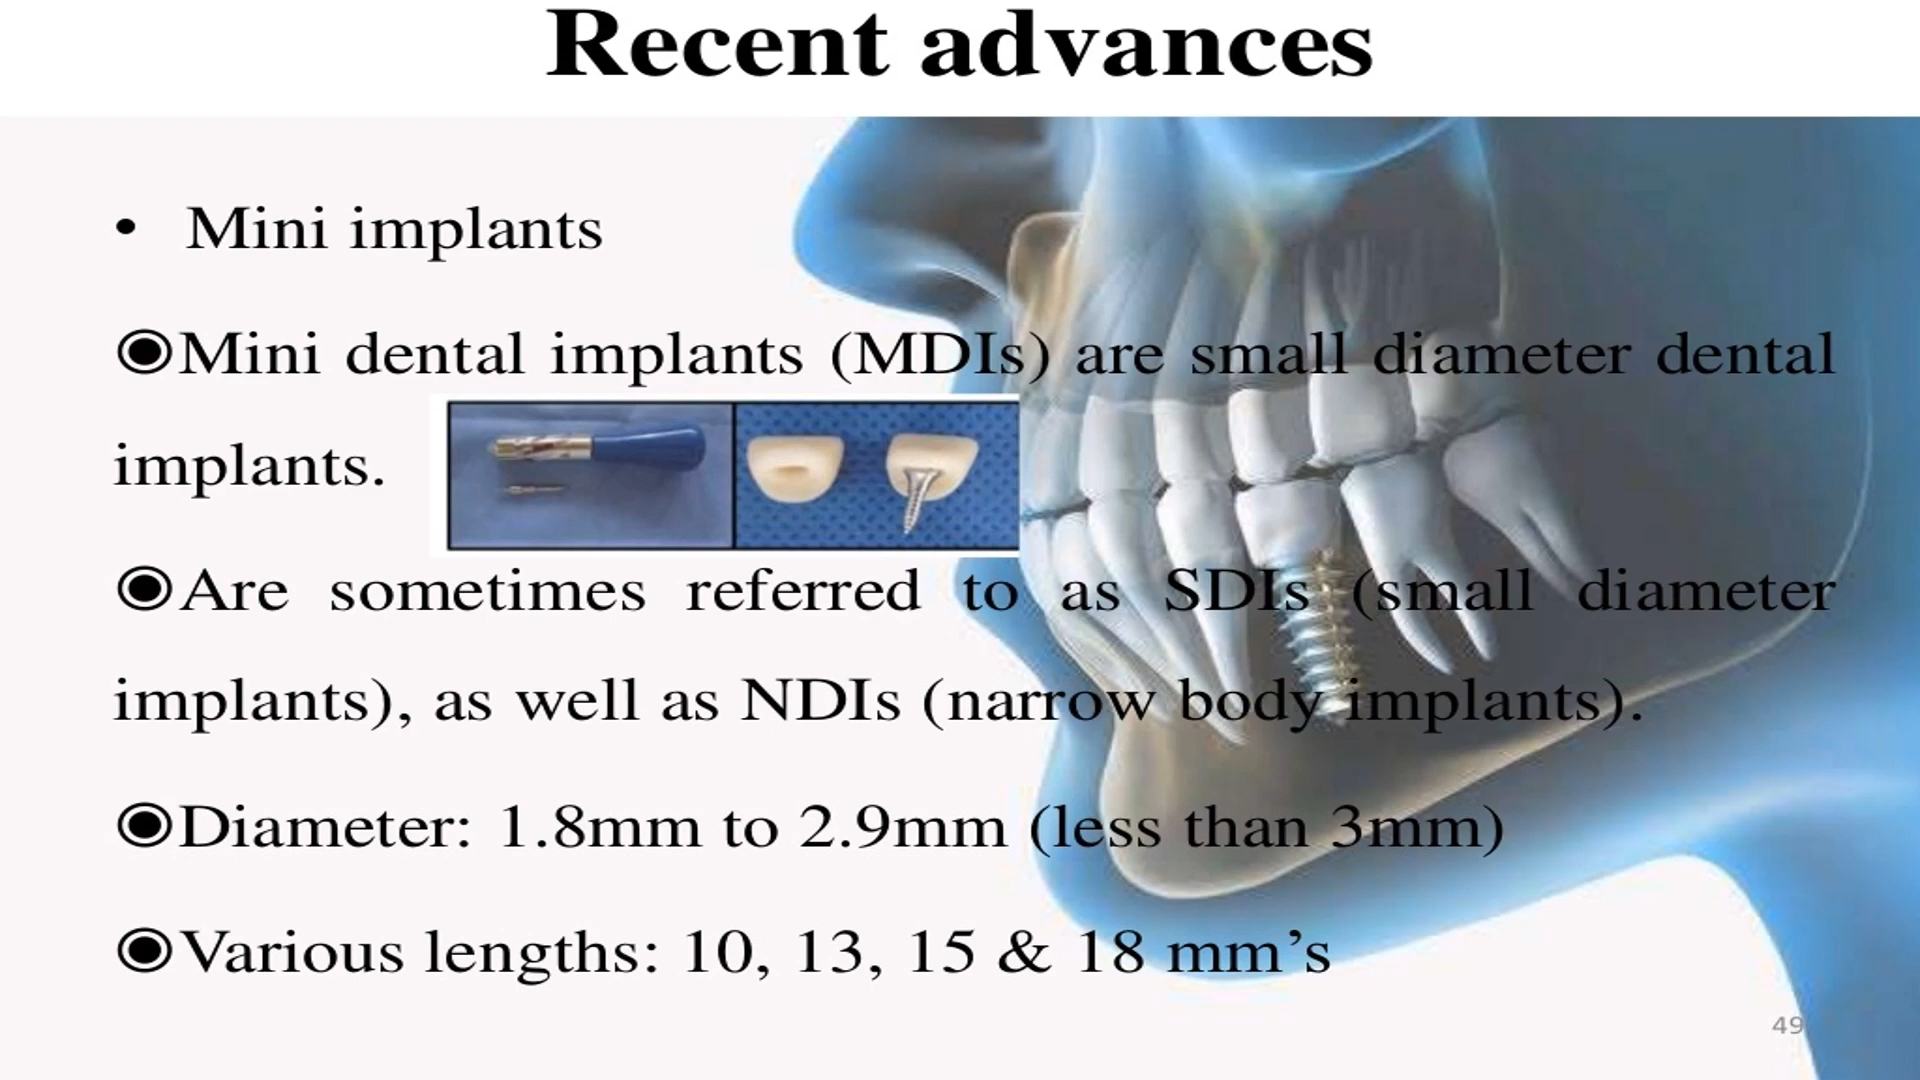 Recent advances
• Mini implants
◉Mini dental implants (MDIs) are small diameter dental
implants.
◉Are sometimes referred to as SDIs (small diameter
implants), as well as NDIs (narrow body implants).
◉Diameter: 1.8mm to 2.9mm (less than 3mm)
◉Various lengths: 10, 13, 15 & 18 mm’s
49